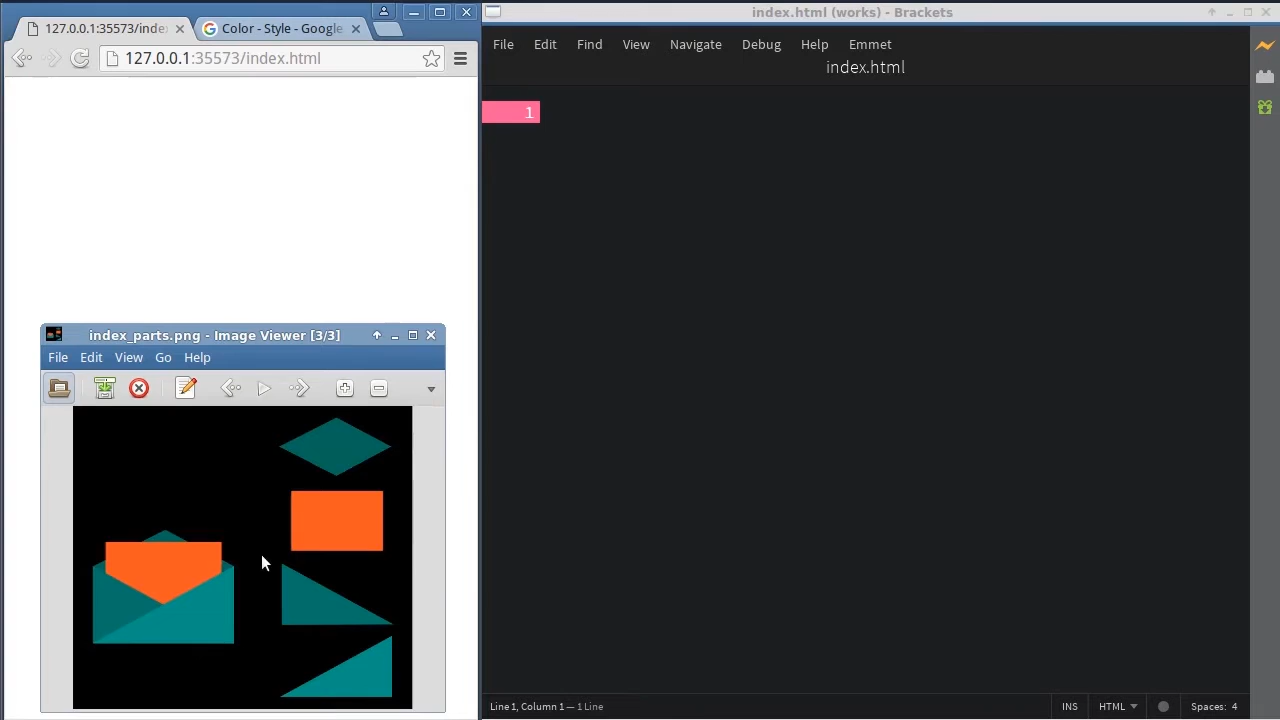 127.0.0.1:35573/inde
Color - Style - Google
127.0.0.1:35573/index.html
index_parts.png - Image Viewer [3/3]
File Edit View Go Help
index.html (works) - Brackets
File Edit Find View Navigate Debug Help Emmet
index.html
1
Line 1, Column 1 — 1 Line
INS
HTML
Spaces: 4